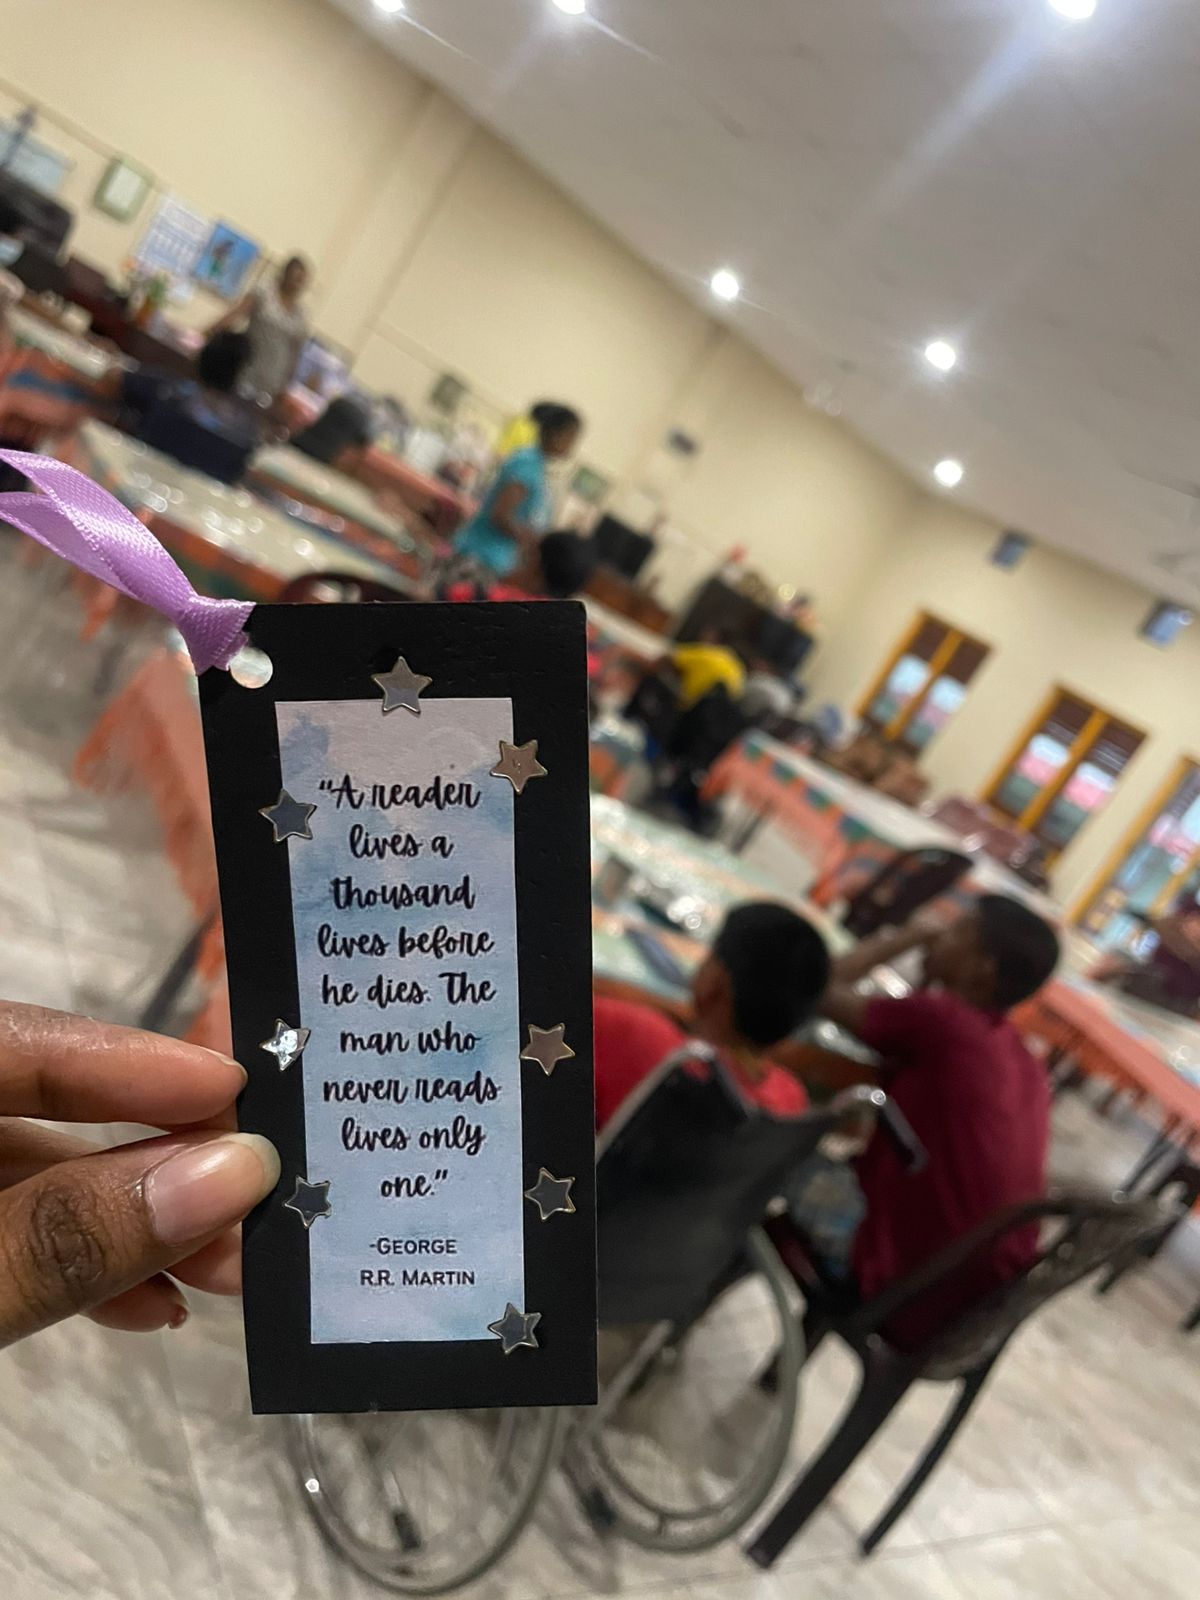 "A reader
lives a
thousand
lives before
he dies. The
man who
never reads
lives only
one."
-GEORGE
R.R. MARTIN